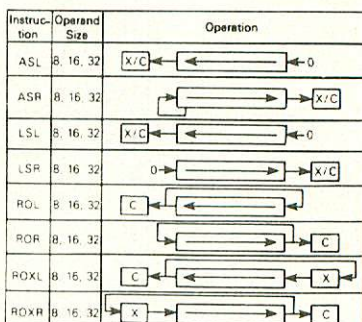 Instruc-
tion
Operand
Size
Operation
ASL 8, 16, 32 X/C 0
ASR 8, 16, 32 X/C
LSL 8, 16, 32 X/C 0
LSR 8, 16, 32 0 X/C
ROL 8, 16, 32 C
ROR 8, 16, 32 C
ROXL 8 16, 32 C X
ROXR 8 16, 32 X C